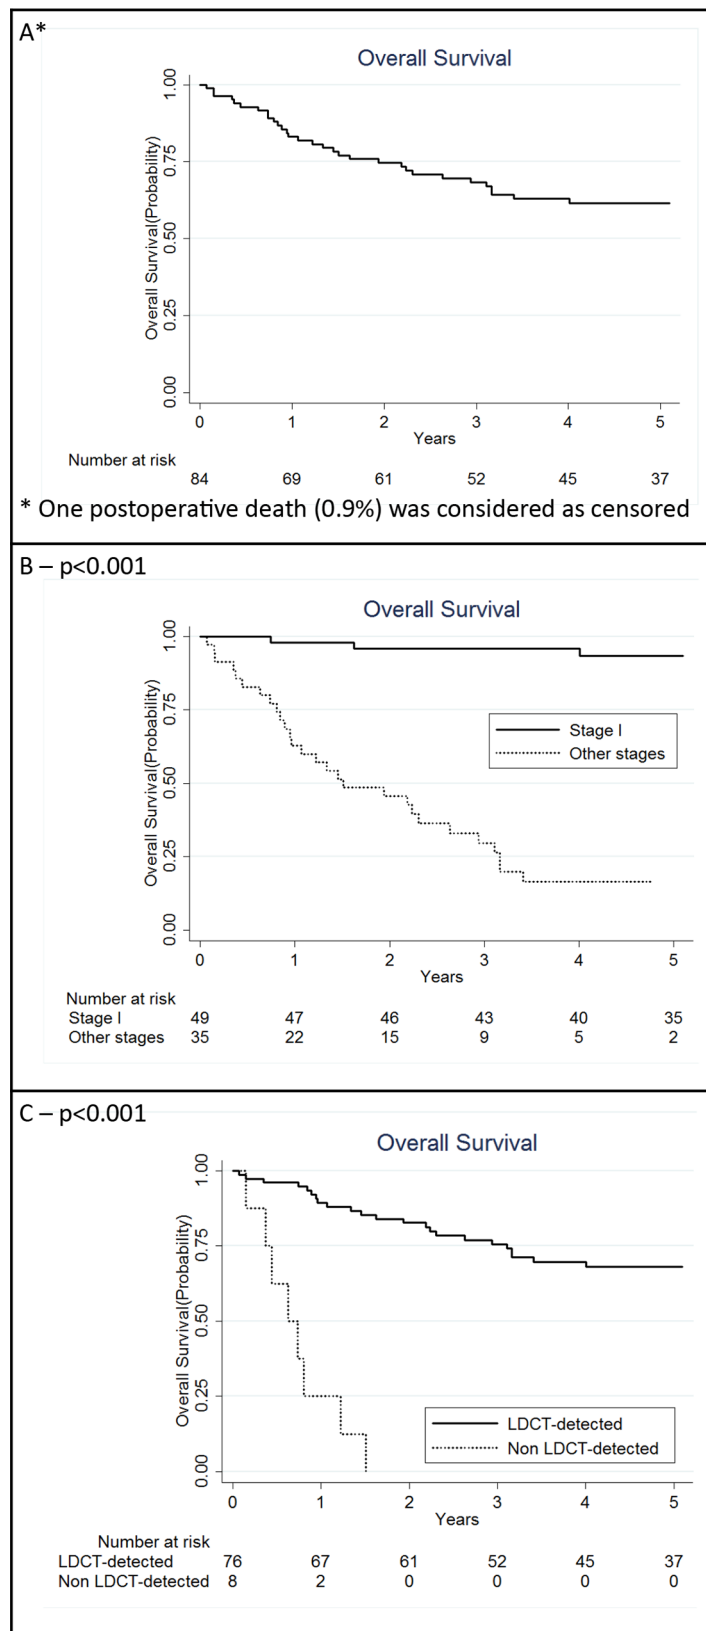 A*
Overall Survival
Overall Survival(Probability)
1.00
0.75
0.50
0.25
0.00
0 1 2 3 4 5
Years
Number at risk
84 69 61 52 45 37
* One postoperative death (0.9%) was considered as censored
B – p<0.001
Overall Survival
Overall Survival(Probability)
1.00
0.75
0.50
0.25
0.00
Stage I
Other stages
0 1 2 3 4 5
Years
Number at risk
Stage I 49 47 46 43 40 35
Other stages 35 22 15 9 5 2
C – p<0.001
Overall Survival
Overall Survival(Probability)
1.00
0.75
0.50
0.25
0.00
LDCT-detected
Non LDCT-detected
0 1 2 3 4 5
Years
Number at risk
LDCT-detected 76 67 61 52 45 37
Non LDCT-detected 8 2 0 0 0 0